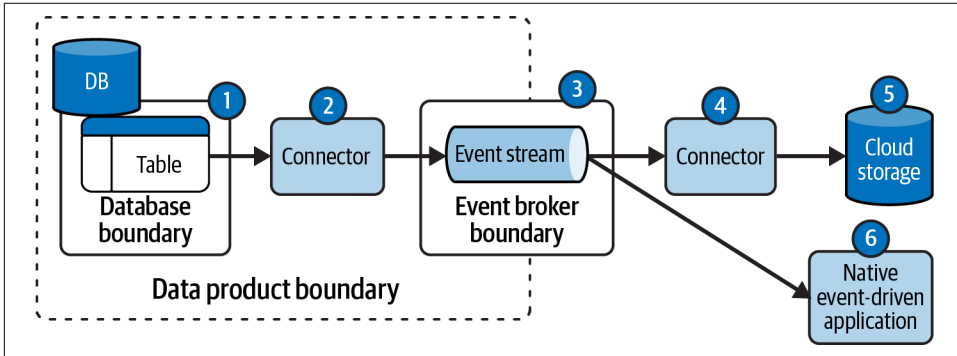 DB
1
Table
Database
boundary
2
Connector
3
Event stream
Event broker
boundary
4
Connector
5
Cloud
storage
6
Native
event-driven
application
Data product boundary